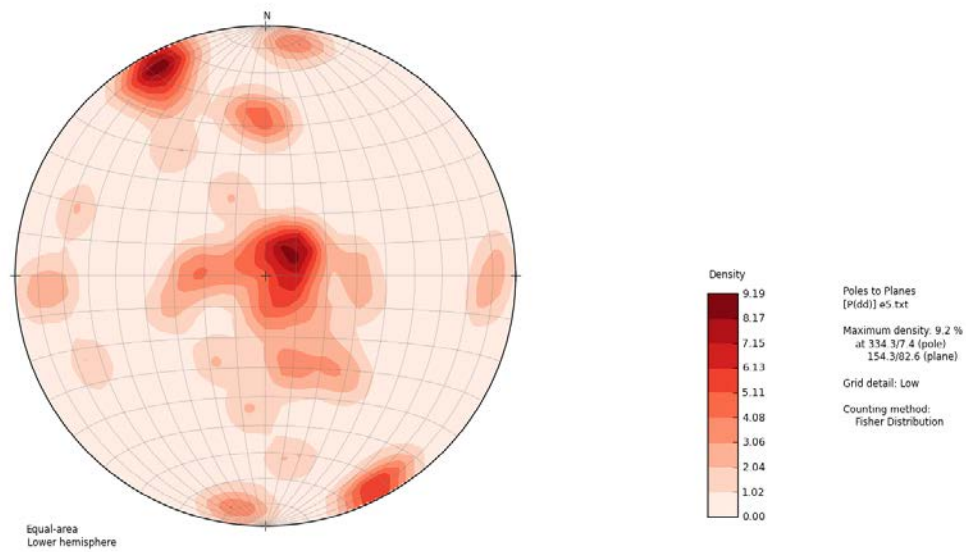 N
Equal-area
Lower hemisphere
Density
9.19
8.17
7.15
6.13
5.11
4.08
3.06
2.04
1.02
0.00
Poles to Planes
[P(dd)] e5.txt
Maximum density: 9.2 %
at 334.3/7.4 (pole)
154.3/82.6 (plane)
Grid detail: Low
Counting method:
Fisher Distribution